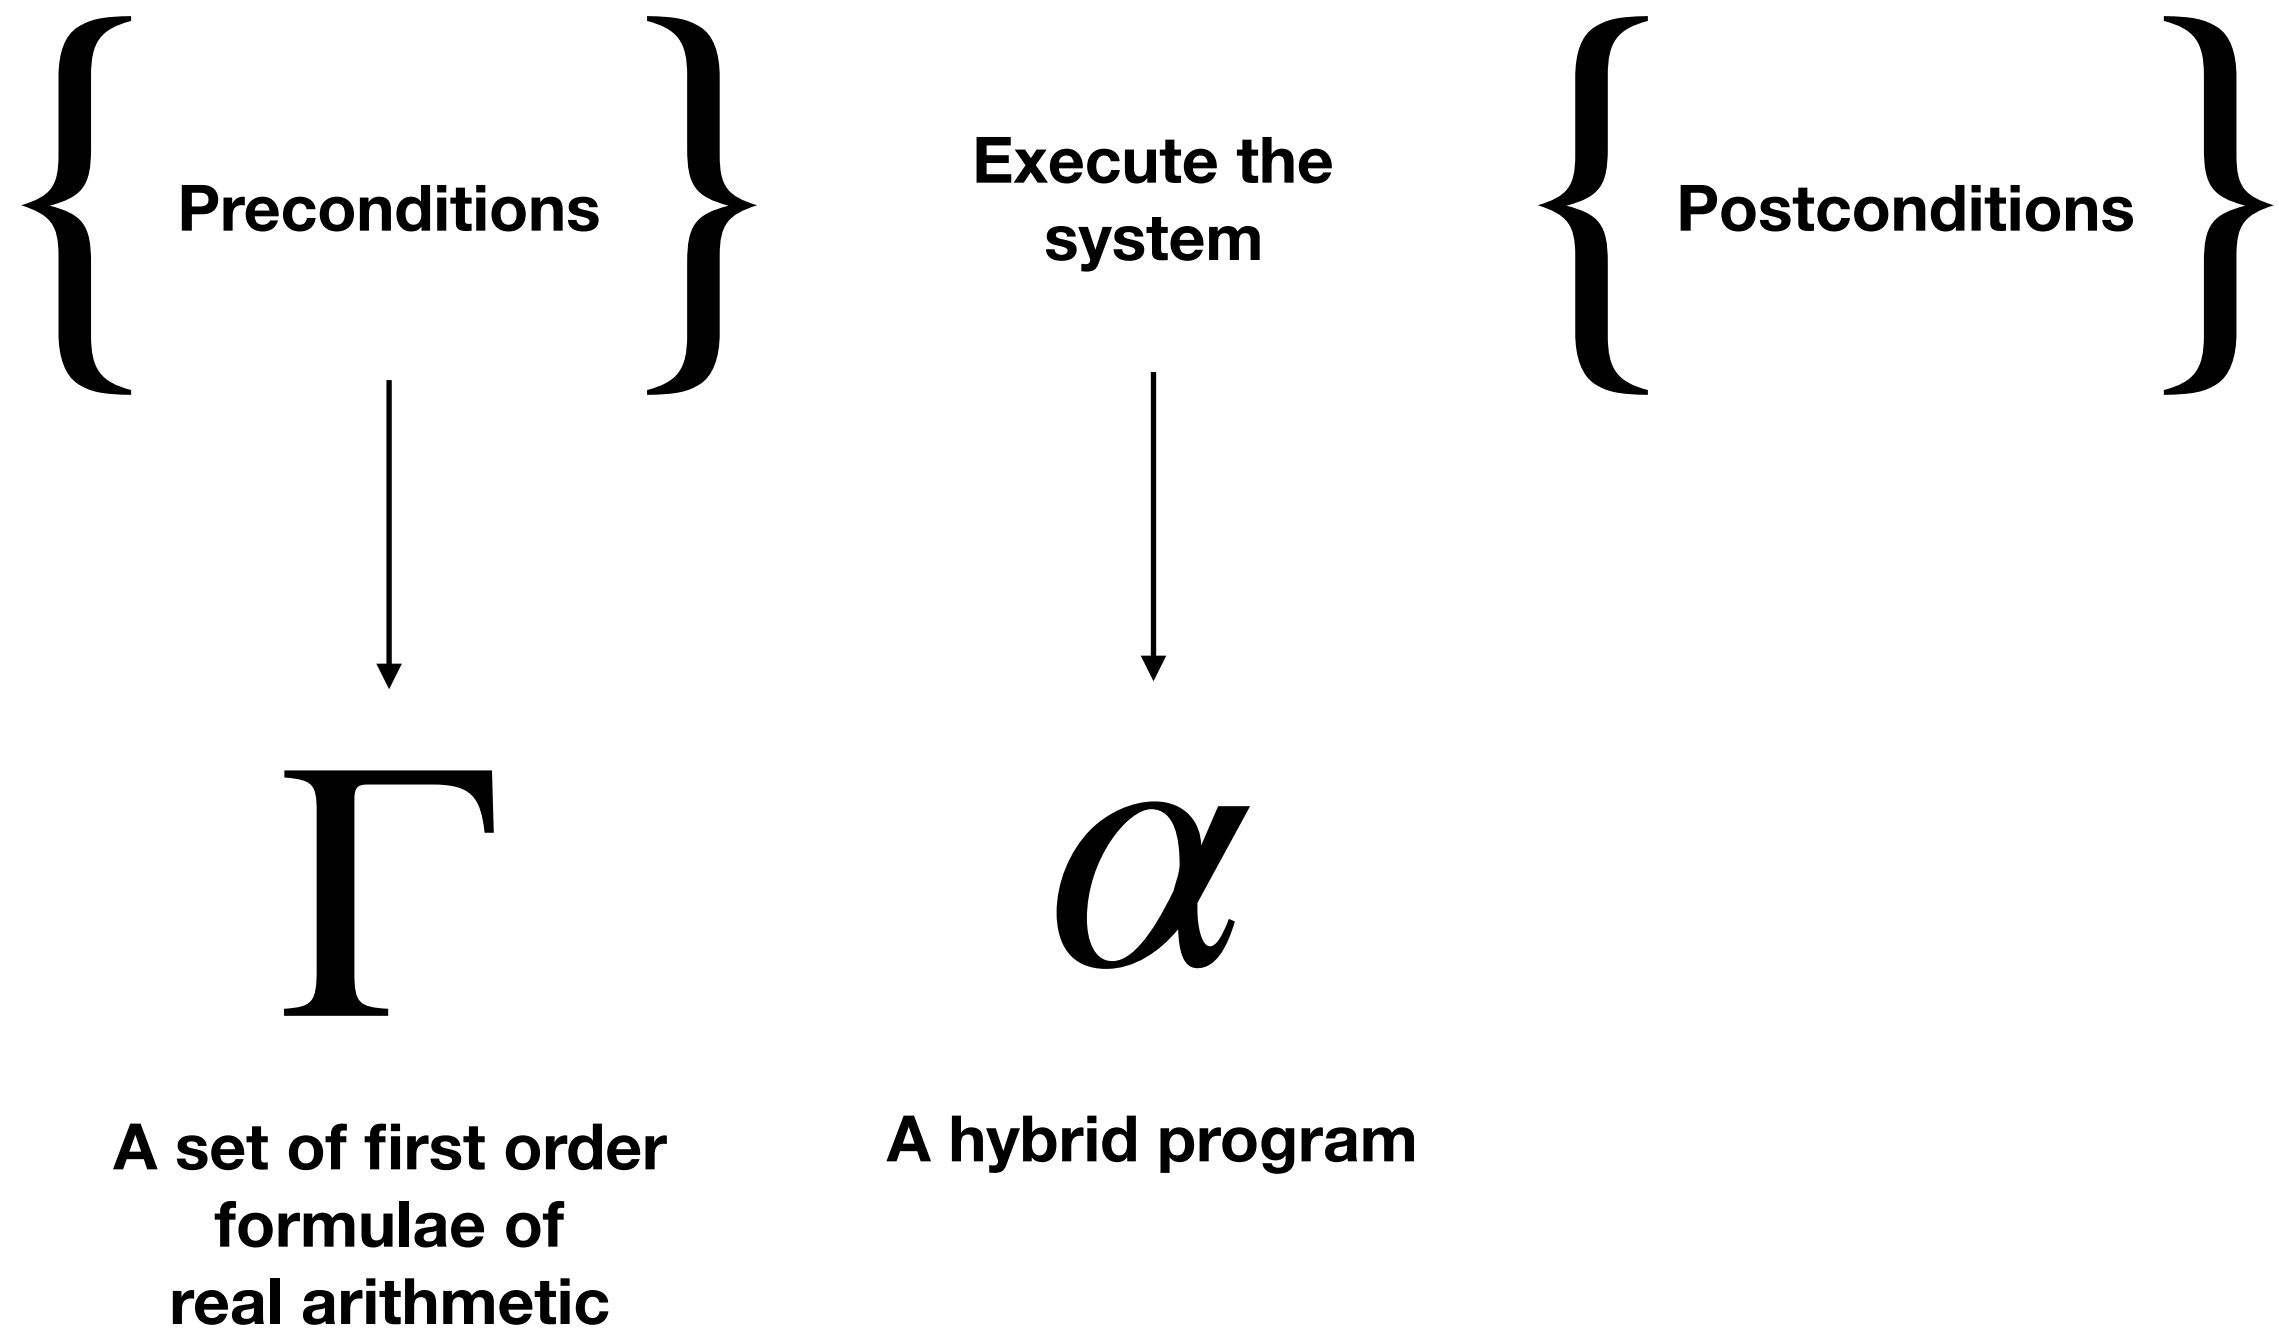 { Preconditions } Execute the { Postconditions }
system
Γ α
A set of first order A hybrid program
formulae of
real arithmetic